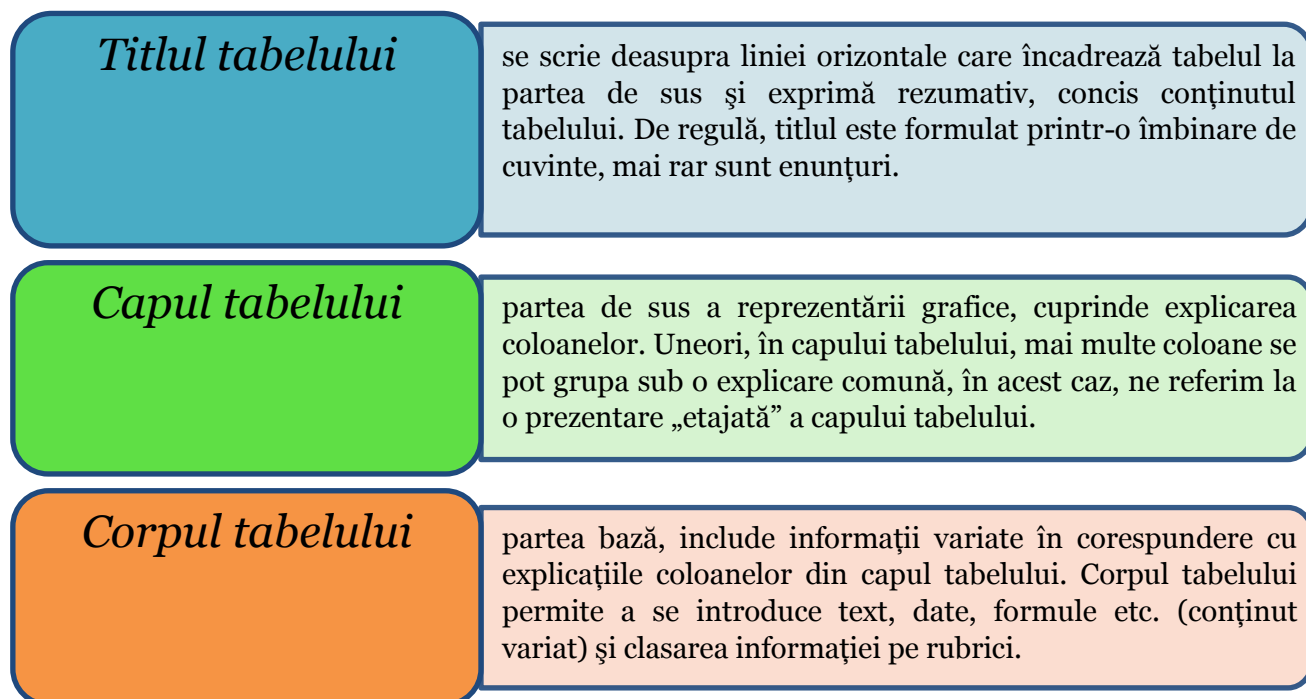 Titlul tabelului
se scrie deasupra liniei orizontale care încadrează tabelul la
partea de sus şi exprimă rezumativ, concis conţinutul
tabelului. De regulă, titlul este formulat printr-o îmbinare de
cuvinte, mai rar sunt enunţuri.
Capul tabelului
partea de sus a reprezentării grafice, cuprinde explicarea
coloanelor. Uneori, în capului tabelului, mai multe coloane se
pot grupa sub o explicare comună, în acest caz, ne referim la
o prezentare „etajată” a capului tabelului.
Corpul tabelului
partea bază, include informaţii variate în corespundere cu
explicaţiile coloanelor din capul tabelului. Corpul tabelului
permite a se introduce text, date, formule etc. (conţinut
variat) şi clasarea informaţiei pe rubrici.